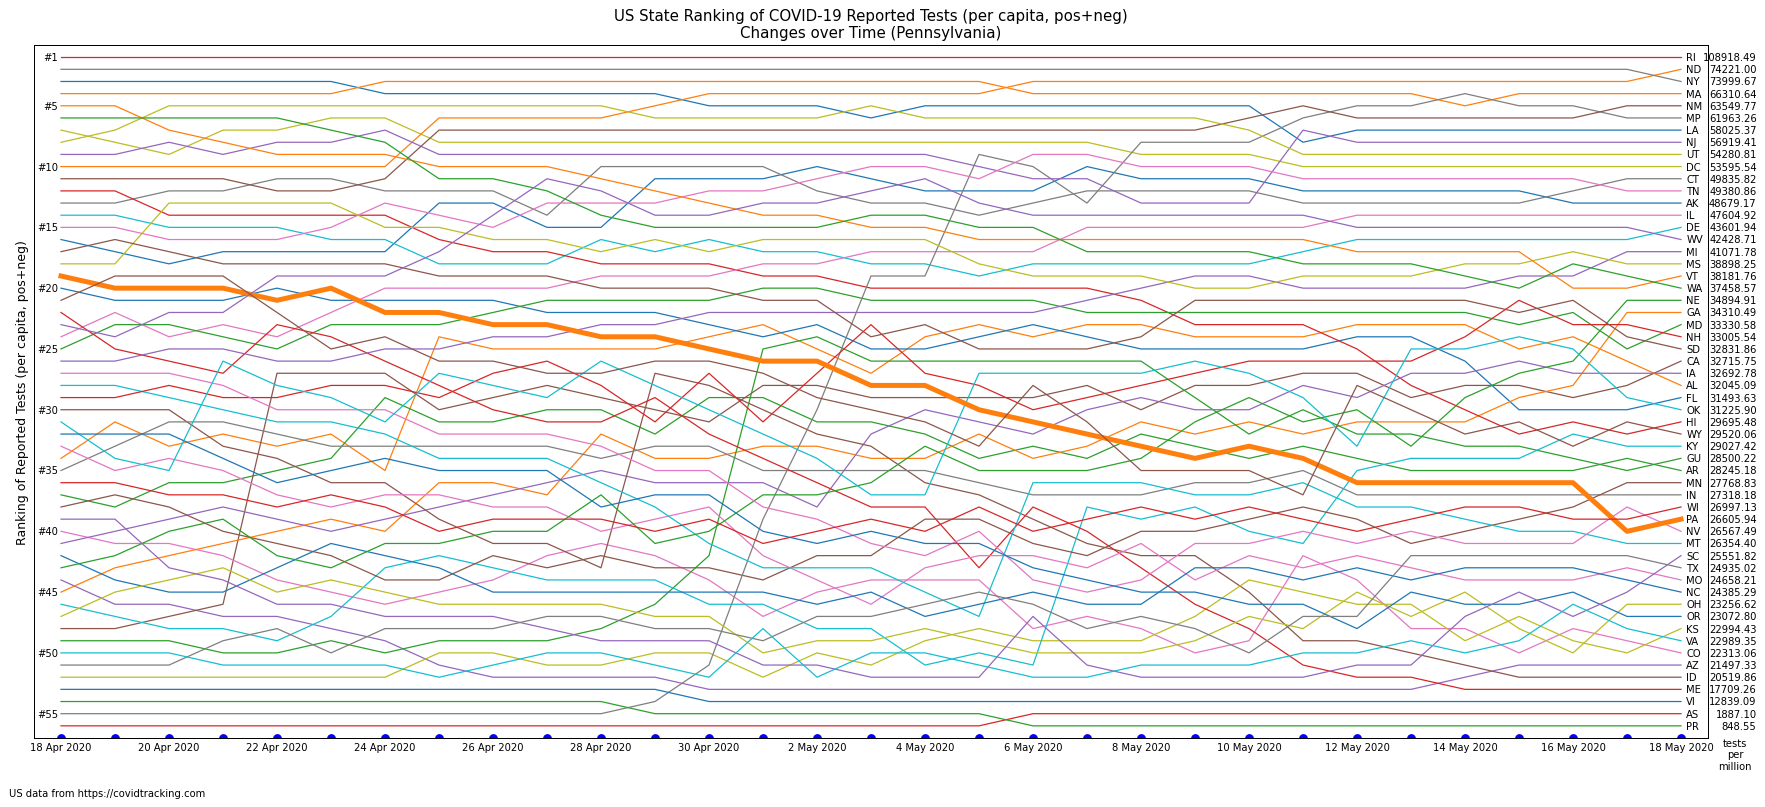 US State Ranking of COVID-19 Reported Tests (per capita, pos+neg)
Changes over Time (Pennsylvania)
Ranking of Reported Tests (per capita, pos+neg)
#1
#5
#10
#15
#20
#25
#30
#35
#40
#45
#50
#55
RI 108918.49
ND 74221.00
NY 73999.67
MA 66310.64
NM 63549.77
MP 61963.26
LA 58025.37
NJ 56919.41
UT 54280.81
DC 53595.54
CT 49835.82
TN 49380.86
AK 48679.17
IL 47604.92
DE 43601.94
WV 42428.71
MI 41071.78
MS 38898.25
VT 38181.76
WA 37458.57
NE 34894.91
GA 34310.49
MD 33330.58
NH 33005.54
SD 32831.86
CA 32715.75
IA 32692.78
AL 32045.09
FL 31493.63
OK 31225.90
HI 29695.48
WY 29520.06
KY 29027.42
GU 28500.22
AR 28245.18
MN 27768.83
IN 27318.18
WI 26997.13
PA 26605.94
NV 26567.49
MT 26354.40
SC 25551.82
TX 24935.02
MO 24658.21
NC 24385.29
OH 23256.62
OR 23072.80
KS 22994.43
VA 22989.35
CO 22313.06
AZ 21497.33
ID 20519.86
ME 17709.26
VI 12839.09
AS 1887.10
PR 848.55
18 Apr 2020 20 Apr 2020 22 Apr 2020 24 Apr 2020 26 Apr 2020 28 Apr 2020 30 Apr 2020 2 May 2020 4 May 2020 6 May 2020 8 May 2020 10 May 2020 12 May 2020 14 May 2020 16 May 2020 18 May 2020
tests
per
million
US data from https://covidtracking.com